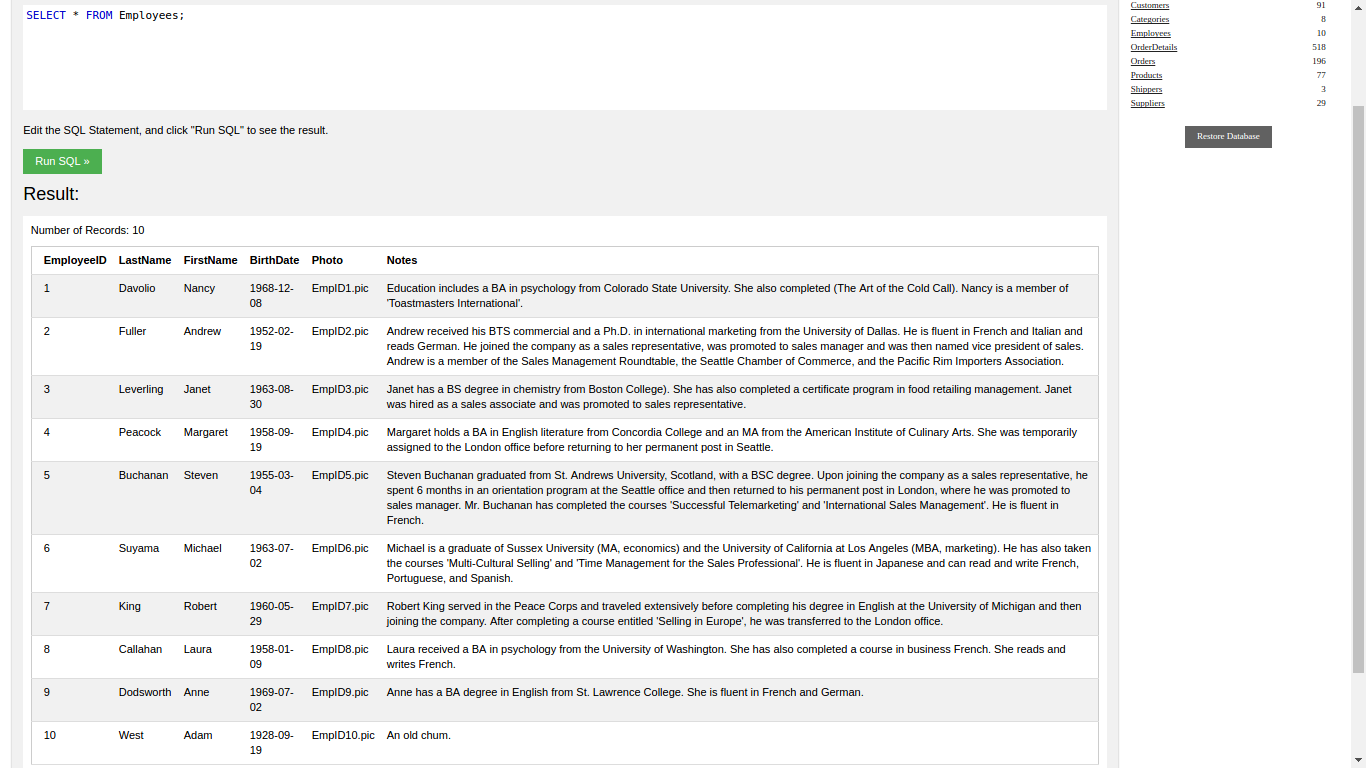 SELECT * FROM Employees;
Edit the SQL Statement, and click "Run SQL" to see the result.
Run SQL »
Result:
Number of Records: 10
EmployeeID LastName FirstName BirthDate Photo Notes
1 Davolio Nancy 1968-12-08 EmpID1.pic Education includes a BA in psychology from Colorado State University. She also completed (The Art of the Cold Call). Nancy is a member of
'Toastmasters International'.
2 Fuller Andrew 1952-02-19 EmpID2.pic Andrew received his BTS commercial and a Ph.D. in international marketing from the University of Dallas. He is fluent in French and Italian and
reads German. He joined the company as a sales representative, was promoted to sales manager and was then named vice president of sales.
Andrew is a member of the Sales Management Roundtable, the Seattle Chamber of Commerce, and the Pacific Rim Importers Association.
3 Leverling Janet 1963-08-30 EmpID3.pic Janet has a BS degree in chemistry from Boston College). She has also completed a certificate program in food retailing management. Janet
was hired as a sales associate and was promoted to sales representative.
4 Peacock Margaret 1958-09-19 EmpID4.pic Margaret holds a BA in English literature from Concordia College and an MA from the American Institute of Culinary Arts. She was temporarily
assigned to the London office before returning to her permanent post in Seattle.
5 Buchanan Steven 1955-03-04 EmpID5.pic Steven Buchanan graduated from St. Andrews University, Scotland, with a BSC degree. Upon joining the company as a sales representative, he
spent 6 months in an orientation program at the Seattle office and then returned to his permanent post in London, where he was promoted to
sales manager. Mr. Buchanan has completed the courses 'Successful Telemarketing' and 'International Sales Management'. He is fluent in
French.
6 Suyama Michael 1963-07-02 EmpID6.pic Michael is a graduate of Sussex University (MA, economics) and the University of California at Los Angeles (MBA, marketing). He has also taken
the courses 'Multi-Cultural Selling' and 'Time Management for the Sales Professional'. He is fluent in Japanese and can read and write French,
Portuguese, and Spanish.
7 King Robert 1960-05-29 EmpID7.pic Robert King served in the Peace Corps and traveled extensively before completing his degree in English at the University of Michigan and then
joining the company. After completing a course entitled 'Selling in Europe', he was transferred to the London office.
8 Callahan Laura 1958-01-09 EmpID8.pic Laura received a BA in psychology from the University of Washington. She has also completed a course in business French. She reads and
writes French.
9 Dodsworth Anne 1969-07-02 EmpID9.pic Anne has a BA degree in English from St. Lawrence College. She is fluent in French and German.
10 West Adam 1928-09-19 EmpID10.pic An old chum.
Customers 91
Categories 8
Employees 10
OrderDetails 518
Orders 196
Products 77
Shippers 3
Suppliers 29
Restore Database